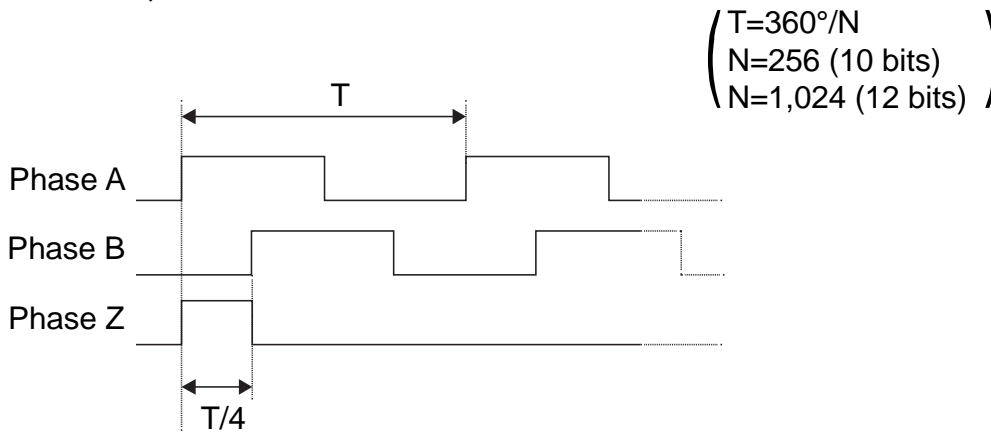 T=360°/N
N=256 (10 bits)
N=1,024 (12 bits)
T
Phase A
Phase B
Phase Z
T/4